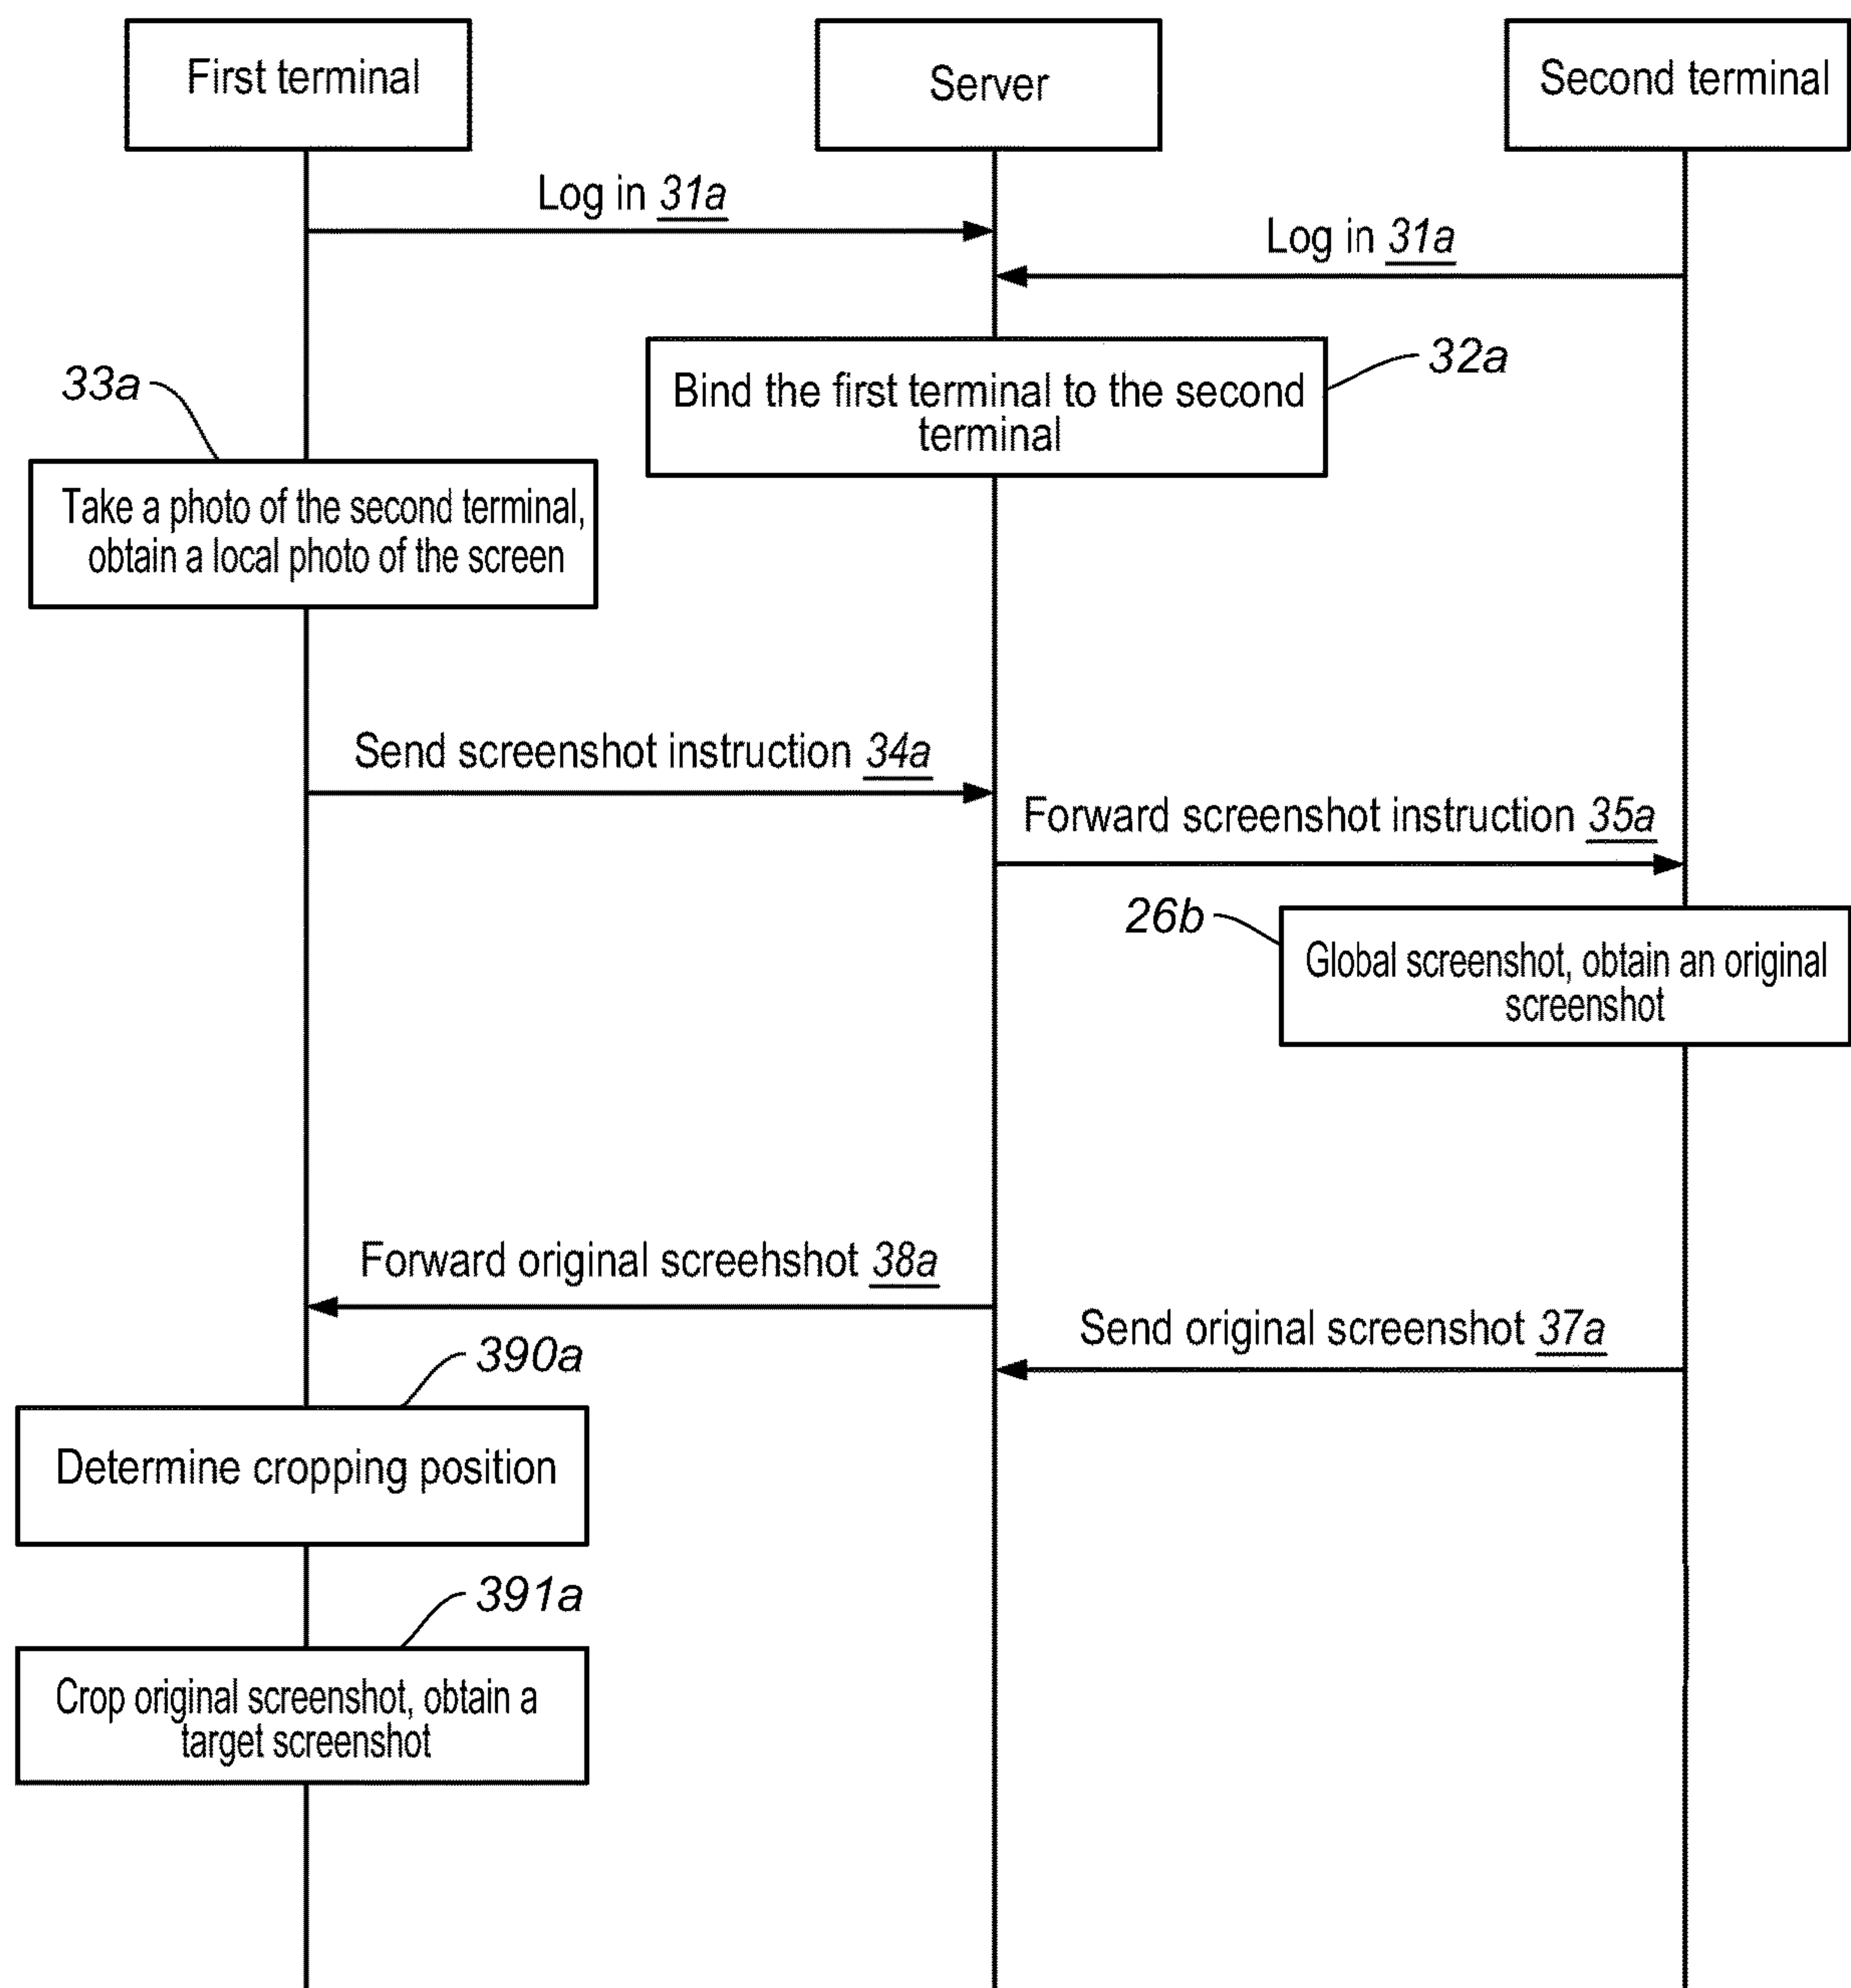 First terminal
Server
Second terminal
Log in 31a
Log in 31a
32a
Bind the first terminal to the second
terminal
33a
Take a photo of the second terminal,
obtain a local photo of the screen
Send screenshot instruction 34a
Forward screenshot instruction 35a
26b
Global screenshot, obtain an original
screenshot
Forward original screehshot 38a
Send original screenshot 37a
390a
Determine cropping position
391a
Crop original screenshot, obtain a
target screenshot